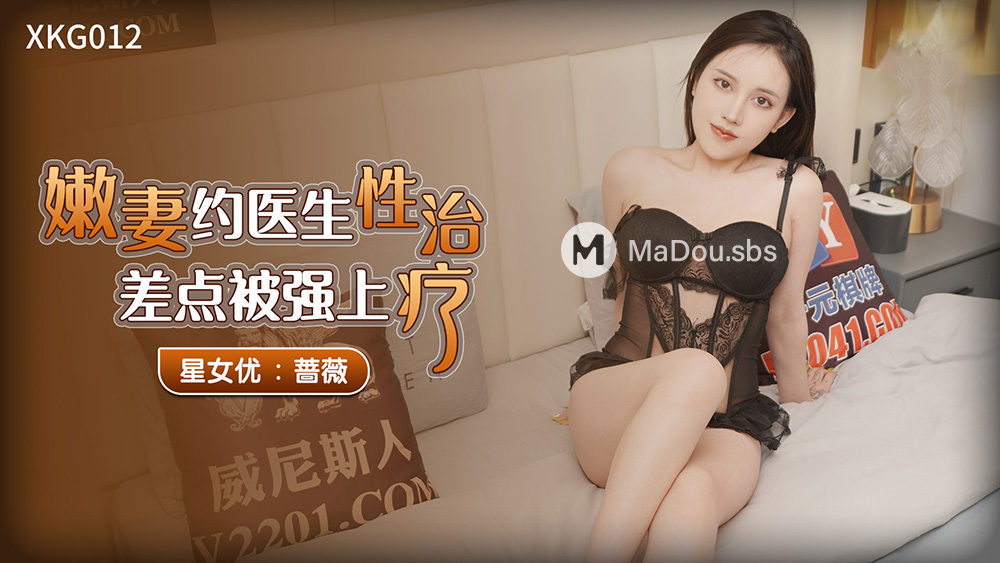 XKG012
嫩妻约医生性治疗
差点被强上
星女优：蔷薇
MaDou.sbs
元棋牌
041.CO
威尼斯人
V2201.COM